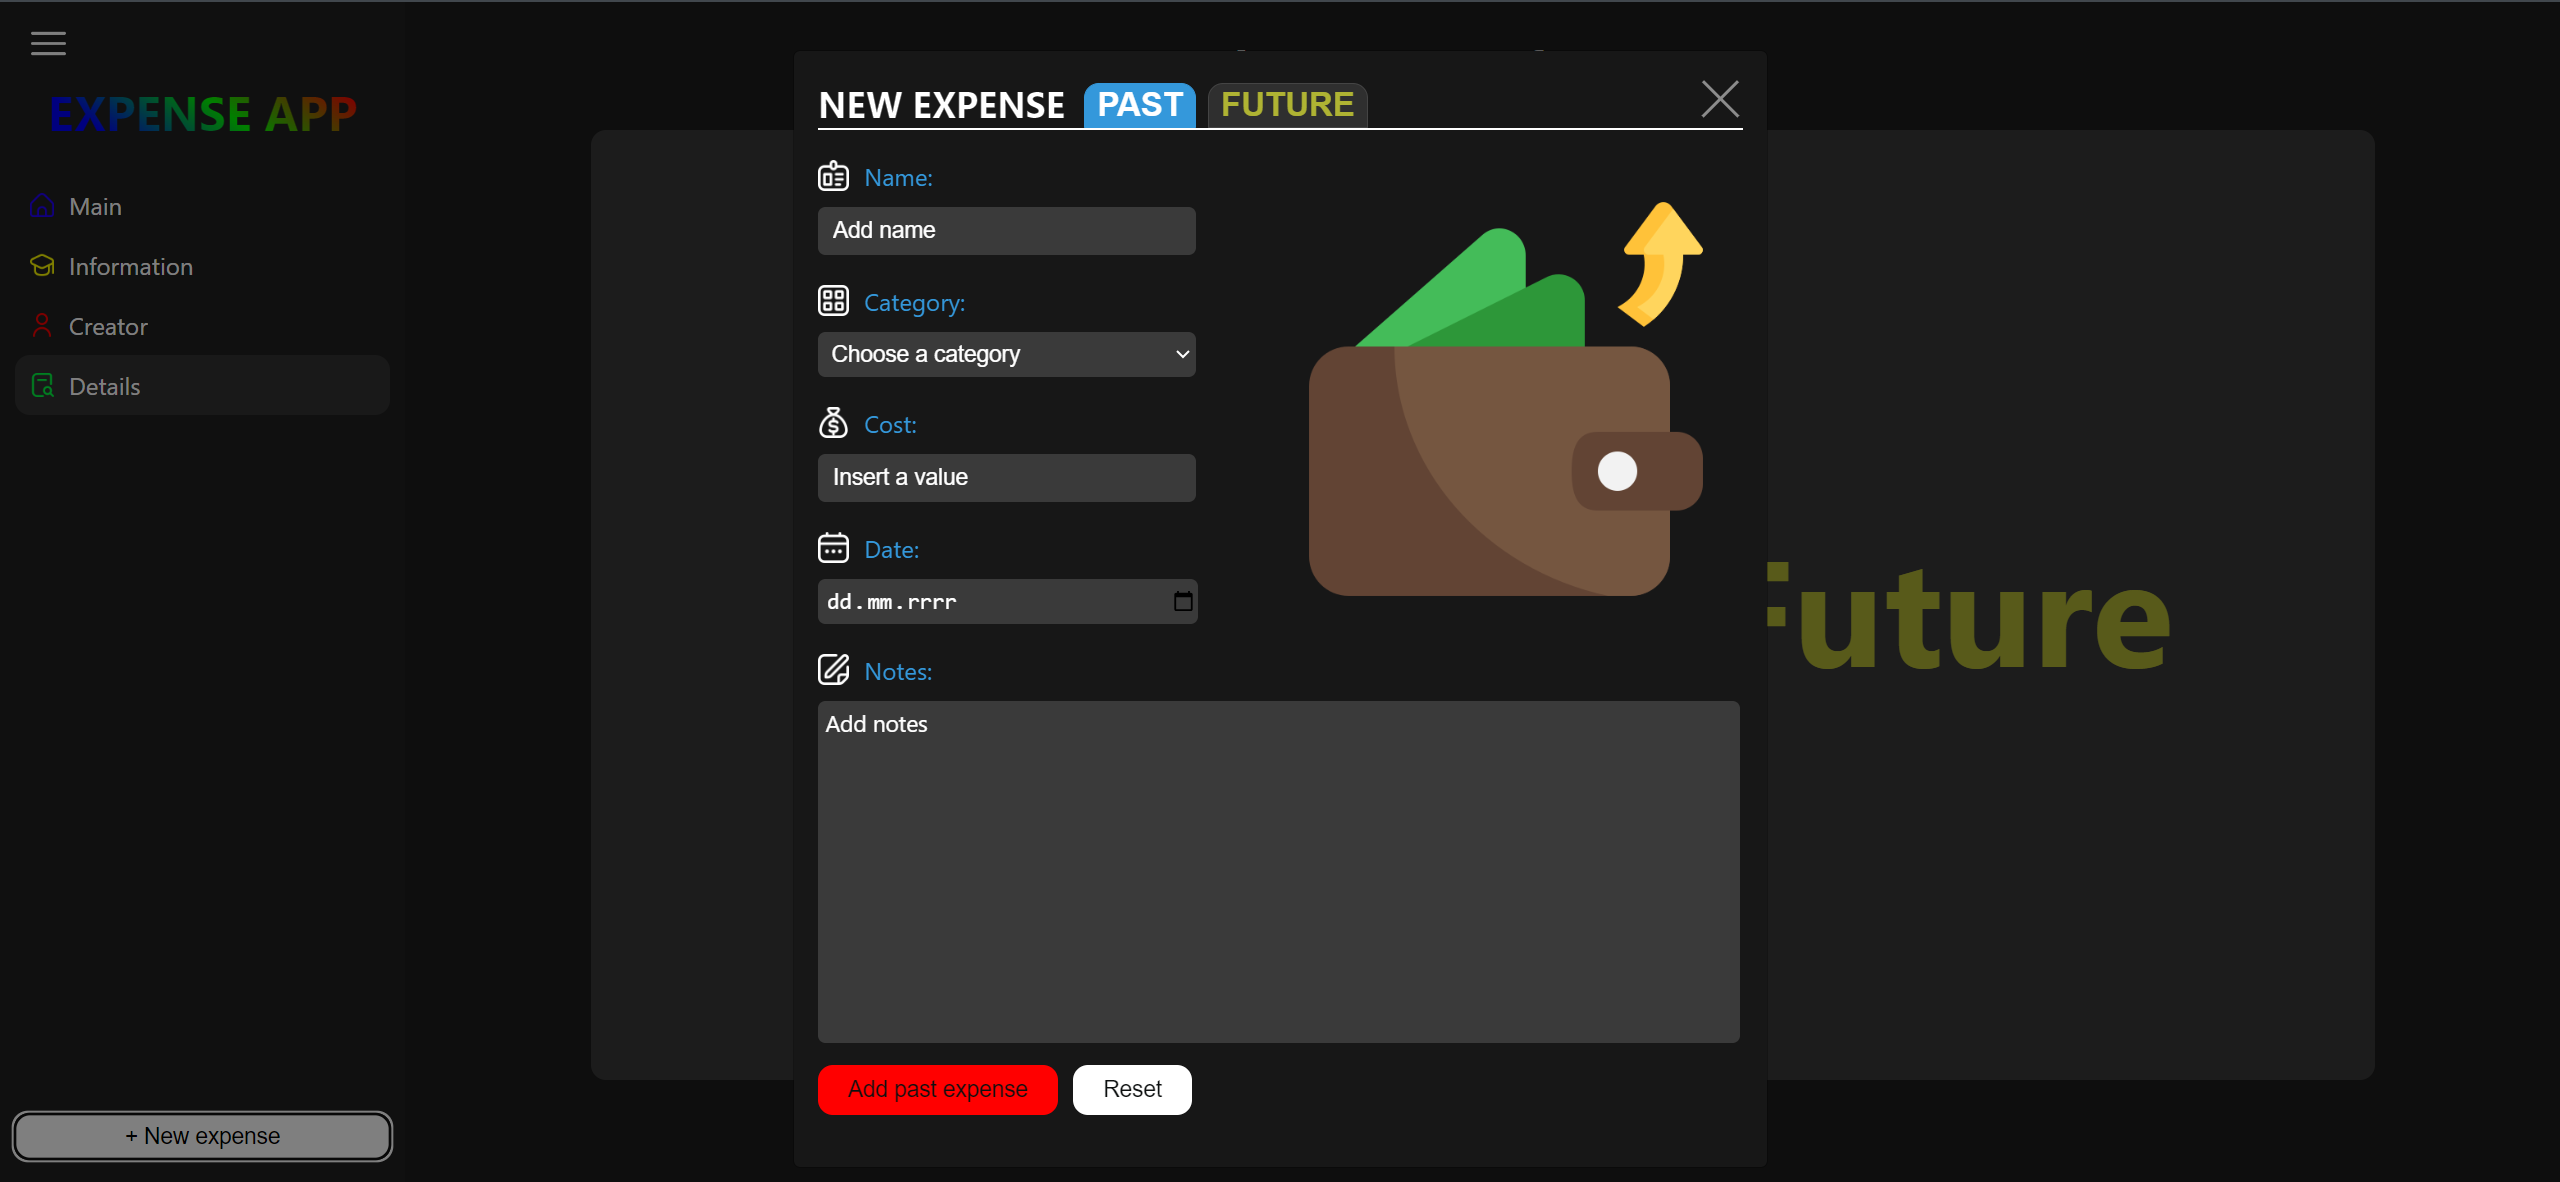 EXPENSE APP
Main
Information
Creator
Details
+ New expense
NEW EXPENSE PAST FUTURE
Name:
Add name
Category:
Choose a category
Cost:
Insert a value
Date:
dd.mm.rrrr
Notes:
Add notes
Add past expense Reset
Future